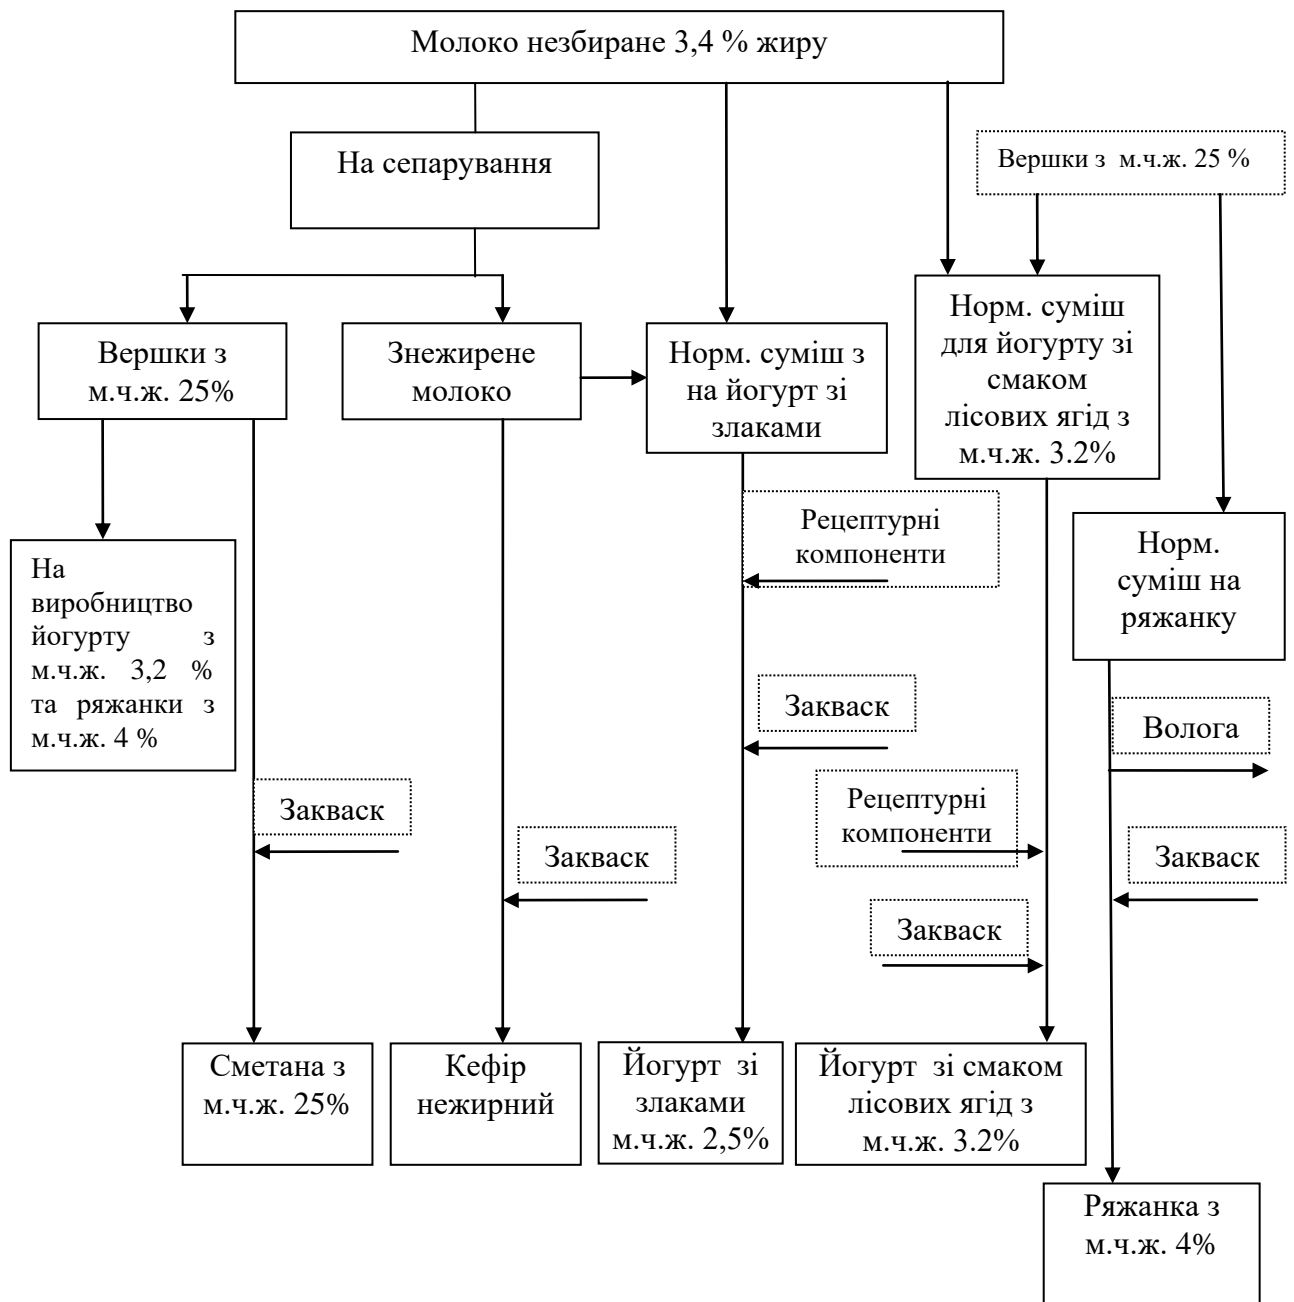 Молоко незбиране 3,4 % жиру
На сепарування
Вершки з м.ч.ж. 25 %
Вершки з
м.ч.ж. 25%
Знежирене
молоко
Норм. суміш з
на йогурт зі
злаками
Норм. суміш
для йогурту зі
смаком
лісових ягід з
м.ч.ж. 3.2%
Рецептурні
компоненти
Норм.
суміш на
ряжанку
На
виробництво
йогурту з
м.ч.ж. 3,2 %
та ряжанки з
м.ч.ж. 4 %
Закваск
Волога
Закваск
Рецептурні
компоненти
Закваск
Закваск
Закваск
Сметана з
м.ч.ж. 25%
Кефір
нежирний
Йогурт зі
злаками
м.ч.ж. 2,5%
Йогурт зі смаком
лісових ягід з
м.ч.ж. 3.2%
Ряжанка з
м.ч.ж. 4%